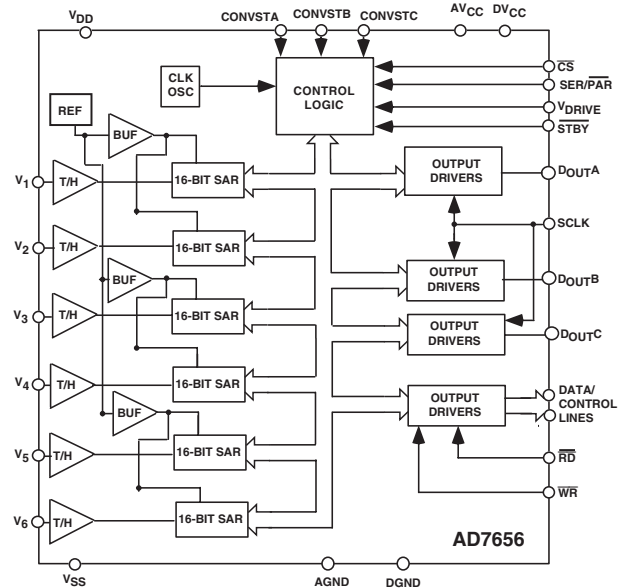 CONVSTA CONVSTB CONVSTC AVCC DVCC
VDD
CLK OSC
CONTROL LOGIC
CS
SER/PAR
VDRIVE
STBY
REF
BUF
OUTPUT DRIVERS
DOUTA
V1
T/H
16-BIT SAR
SCLK
V2
T/H
16-BIT SAR
BUF
OUTPUT DRIVERS
DOUTB
V3
T/H
16-BIT SAR
OUTPUT DRIVERS
DOUTC
V4
T/H
16-BIT SAR
OUTPUT DRIVERS
DATA/
CONTROL
LINES
BUF
V5
T/H
16-BIT SAR
RD
WR
V6
T/H
16-BIT SAR
AD7656
VSS
AGND
DGND